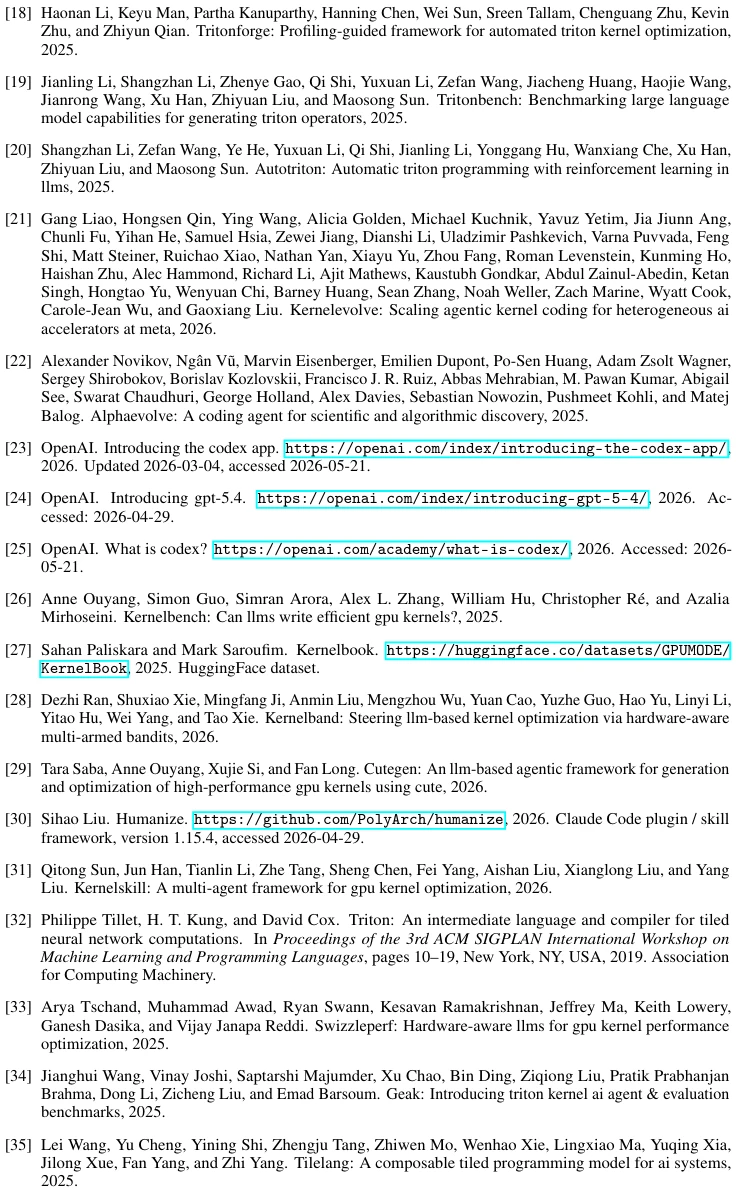 [18] Haonan Li, Keyu Man, Partha Kanuparthy, Hanning Chen, Wei Sun, Sreen Tallam, Chenguang Zhu, Kevin
Zhu, and Zhiyun Qian. Tritonforge: Profiling-guided framework for automated triton kernel optimization,
2025.
[19] Jianling Li, Shangzhan Li, Zhenye Gao, Qi Shi, Yuxuan Li, Zefan Wang, Jiacheng Huang, Haojie Wang,
Jianrong Wang, Xu Han, Zhiyuan Liu, and Maosong Sun. Tritonbench: Benchmarking large language
model capabilities for generating triton operators, 2025.
[20] Shangzhan Li, Zefan Wang, Ye He, Yuxuan Li, Qi Shi, Jianling Li, Yonggang Hu, Wanxiang Che, Xu Han,
Zhiyuan Liu, and Maosong Sun. Autotriton: Automatic triton programming with reinforcement learning in
llms, 2025.
[21] Gang Liao, Hongsen Qin, Ying Wang, Alicia Golden, Michael Kuchnik, Yavuz Yetim, Jia Jiunn Ang,
Chunli Fu, Yihan He, Samuel Hsia, Zewei Jiang, Dianshi Li, Uladzimir Pashkevich, Varna Puvvada, Feng
Shi, Matt Steiner, Ruichao Xiao, Nathan Yan, Xiayu Yu, Zhou Fang, Roman Levenstein, Kunming Ho,
Haishan Zhu, Alec Hammond, Richard Li, Ajit Mathews, Kaustubh Gondkar, Abdul Zainul-Abedin, Ketan
Singh, Hongtao Yu, Wenyuan Chi, Barney Huang, Sean Zhang, Noah Weller, Zach Marine, Wyatt Cook,
Carole-Jean Wu, and Gaoxiang Liu. Kernelevolve: Scaling agentic kernel coding for heterogeneous ai
accelerators at meta, 2026.
[22] Alexander Novikov, Ngân Vũ, Marvin Eisenberger, Emilien Dupont, Po-Sen Huang, Adam Zsolt Wagner,
Sergey Shirobokov, Borislav Kozlovskii, Francisco J. R. Ruiz, Abbas Mehrabian, M. Pawan Kumar, Abigail
See, Swarat Chaudhuri, George Holland, Alex Davies, Sebastian Nowozin, Pushmeet Kohli, and Matej
Balog. Alphaevolve: A coding agent for scientific and algorithmic discovery, 2025.
[23] OpenAI. Introducing the codex app. https://openai.com/index/introducing-the-codex-app/,
2026. Updated 2026-03-04, accessed 2026-05-21.
[24] OpenAI. Introducing gpt-5.4. https://openai.com/index/introducing-gpt-5-4/, 2026. Ac-
cessed: 2026-04-29.
[25] OpenAI. What is codex? https://openai.com/academy/what-is-codex/, 2026. Accessed: 2026-
05-21.
[26] Anne Ouyang, Simon Guo, Simran Arora, Alex L. Zhang, William Hu, Christopher Ré, and Azalia
Mirhoseini. Kernelbench: Can llms write efficient gpu kernels?, 2025.
[27] Sahan Paliskara and Mark Saroufim. Kernelbook. https://huggingface.co/datasets/GPUMODE/
KernelBook, 2025. HuggingFace dataset.
[28] Dezhi Ran, Shuxiao Xie, Mingfang Ji, Anmin Liu, Mengzhou Wu, Yuan Cao, Yuzhe Guo, Hao Yu, Linyi Li,
Yitao Hu, Wei Yang, and Tao Xie. Kernelband: Steering llm-based kernel optimization via hardware-aware
multi-armed bandits, 2026.
[29] Tara Saba, Anne Ouyang, Xujie Si, and Fan Long. Cutegen: An llm-based agentic framework for generation
and optimization of high-performance gpu kernels using cute, 2026.
[30] Sihao Liu. Humanize. https://github.com/PolyArch/humanize, 2026. Claude Code plugin / skill
framework, version 1.15.4, accessed 2026-04-29.
[31] Qitong Sun, Jun Han, Tianlin Li, Zhe Tang, Sheng Chen, Fei Yang, Aishan Liu, Xianglong Liu, and Yang
Liu. Kernelskill: A multi-agent framework for gpu kernel optimization, 2026.
[32] Philippe Tillet, H. T. Kung, and David Cox. Triton: An intermediate language and compiler for tiled
neural network computations. In Proceedings of the 3rd ACM SIGPLAN International Workshop on
Machine Learning and Programming Languages, pages 10–19, New York, NY, USA, 2019. Association
for Computing Machinery.
[33] Arya Tschand, Muhammad Awad, Ryan Swann, Kesavan Ramakrishnan, Jeffrey Ma, Keith Lowery,
Ganesh Dasika, and Vijay Janapa Reddi. Swizzleperf: Hardware-aware llms for gpu kernel performance
optimization, 2025.
[34] Jianghui Wang, Vinay Joshi, Saptarshi Majumder, Xu Chao, Bin Ding, Ziqiong Liu, Pratik Prabhanjan
Brahma, Dong Li, Zicheng Liu, and Emad Barsoum. Geak: Introducing triton kernel ai agent & evaluation
benchmarks, 2025.
[35] Lei Wang, Yu Cheng, Yining Shi, Zhengju Tang, Zhiwen Mo, Wenhao Xie, Lingxiao Ma, Yuqing Xia,
Jilong Xue, Fan Yang, and Zhi Yang. Tilelang: A composable tiled programming model for ai systems,
2025.